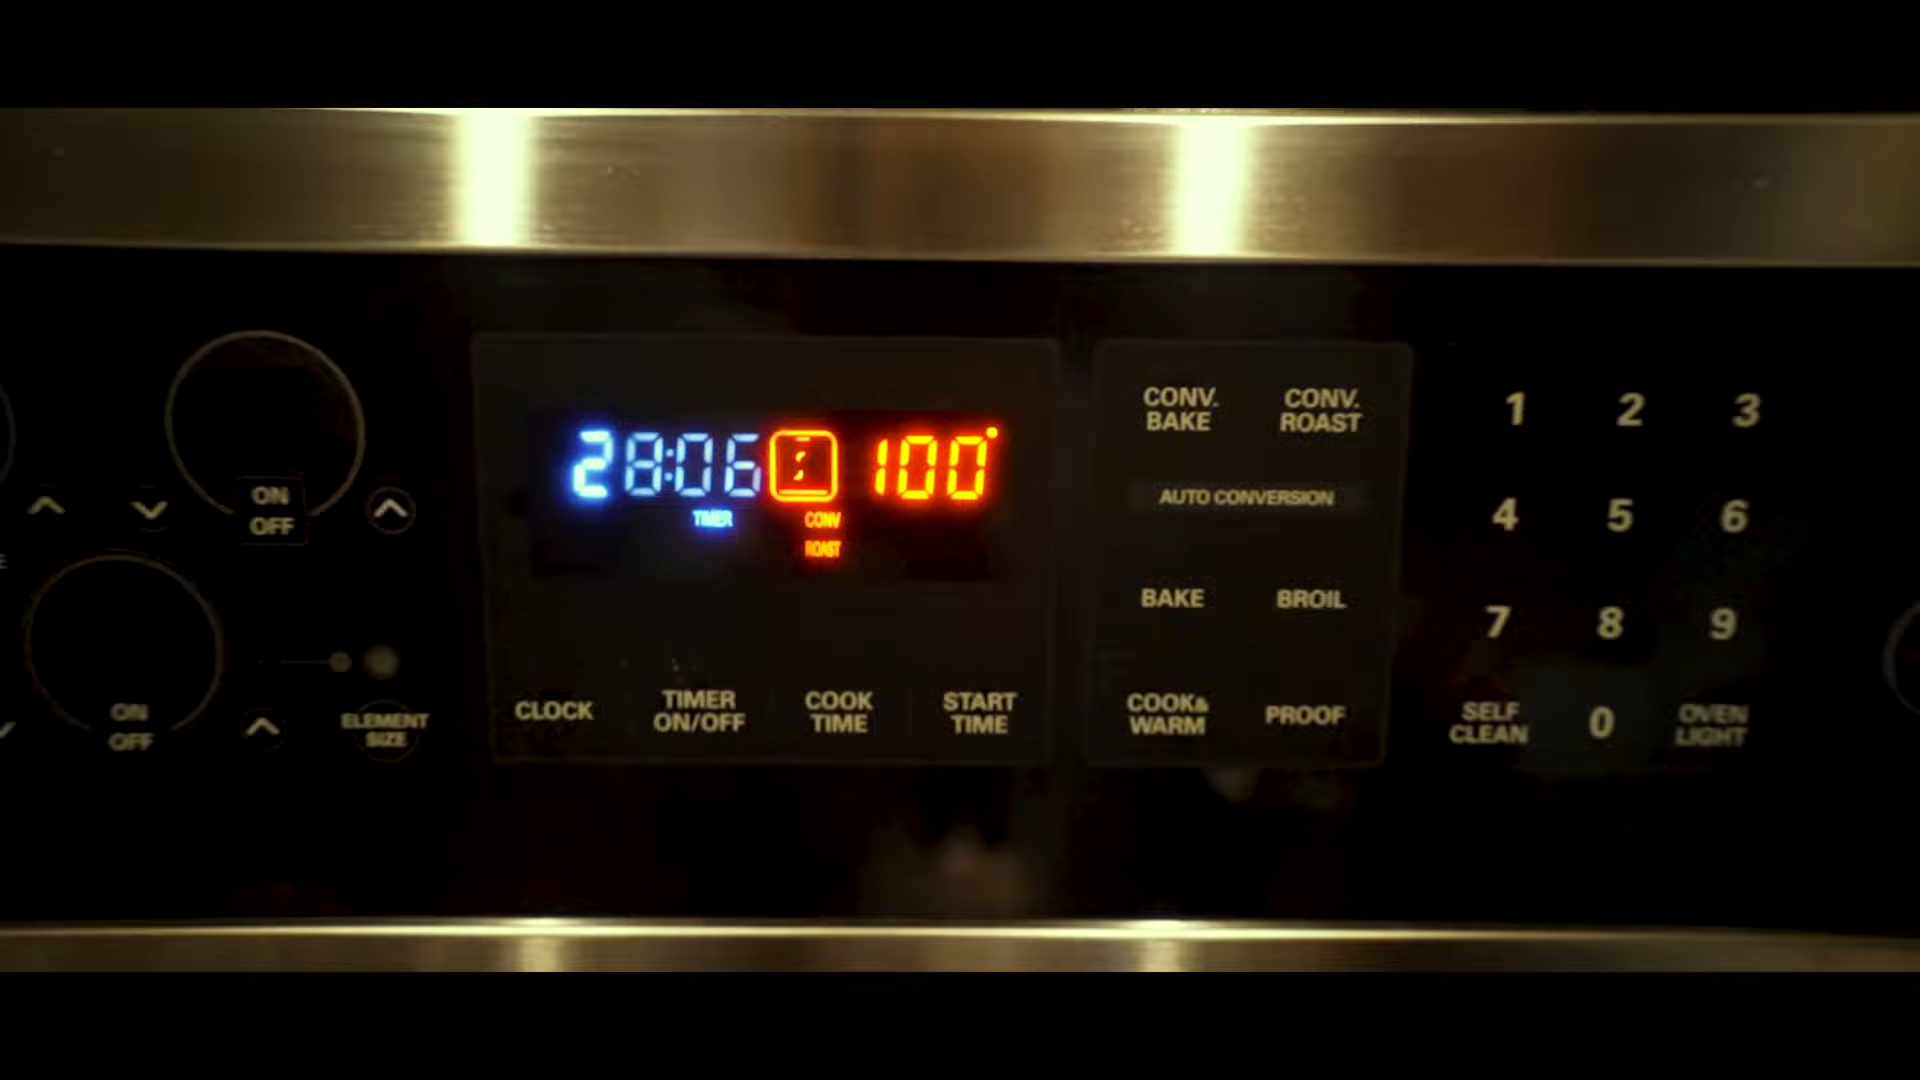 28:06 100°
TIMER
CONV
ROAST
ON
OFF
ON
OFF
ELEMENT
SIZE
CLOCK
TIMER
ON/OFF
COOK
TIME
START
TIME
CONV.
BAKE
CONV.
ROAST
AUTO CONVERSION
BAKE
BROIL
COOK&
WARM
PROOF
1 2 3
4 5 6
7 8 9
SELF
CLEAN
0
OVEN
LIGHT